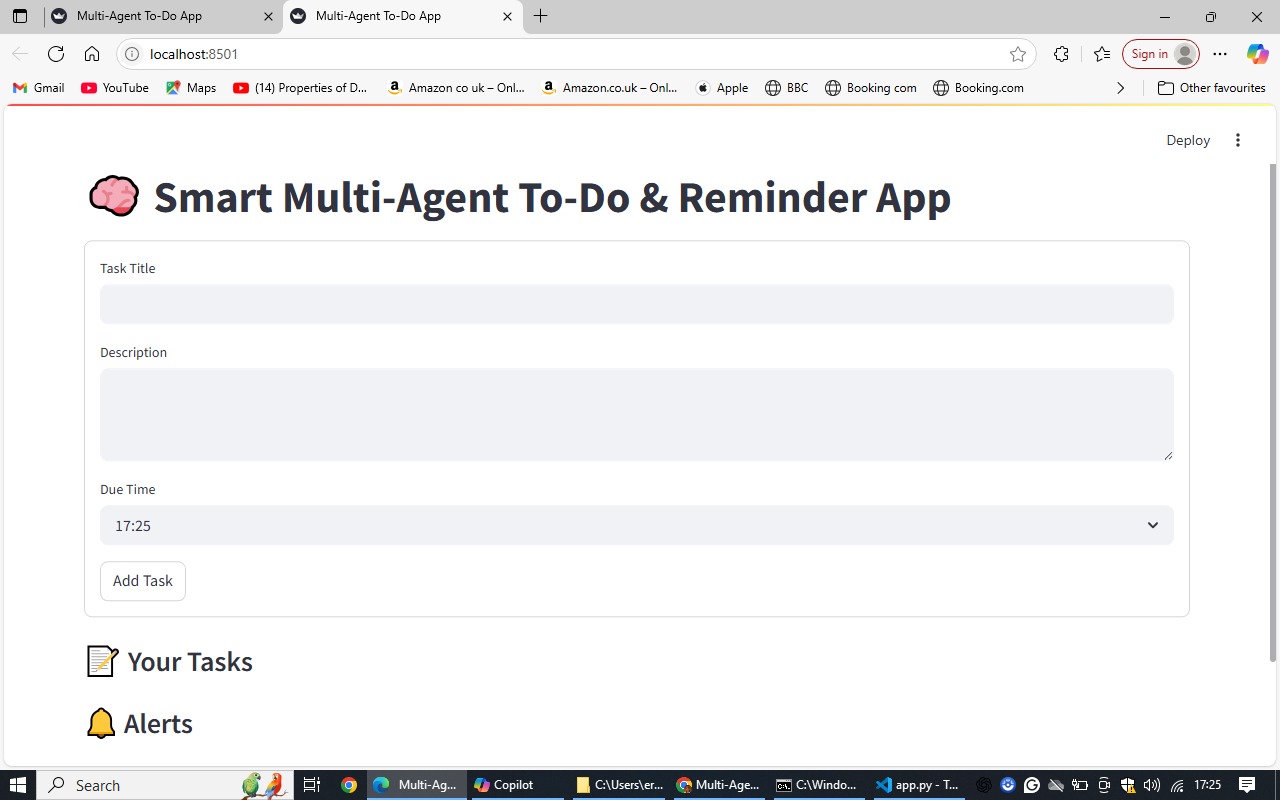 Multi-Agent To-Do App
Multi-Agent To-Do App
localhost:8501
Sign in
Gmail
YouTube
Maps
(14) Properties of D...
Amazon co uk – Onl...
Amazon.co.uk – Onl...
Apple
BBC
Booking com
Booking.com
Other favourites
Deploy
Smart Multi-Agent To-Do & Reminder App
Task Title
Description
Due Time
17:25
Add Task
Your Tasks
Alerts
Search
Multi-Ag...
Copilot
C:\Users\er...
Multi-Age...
C:\Windo...
app.py - T...
17:25